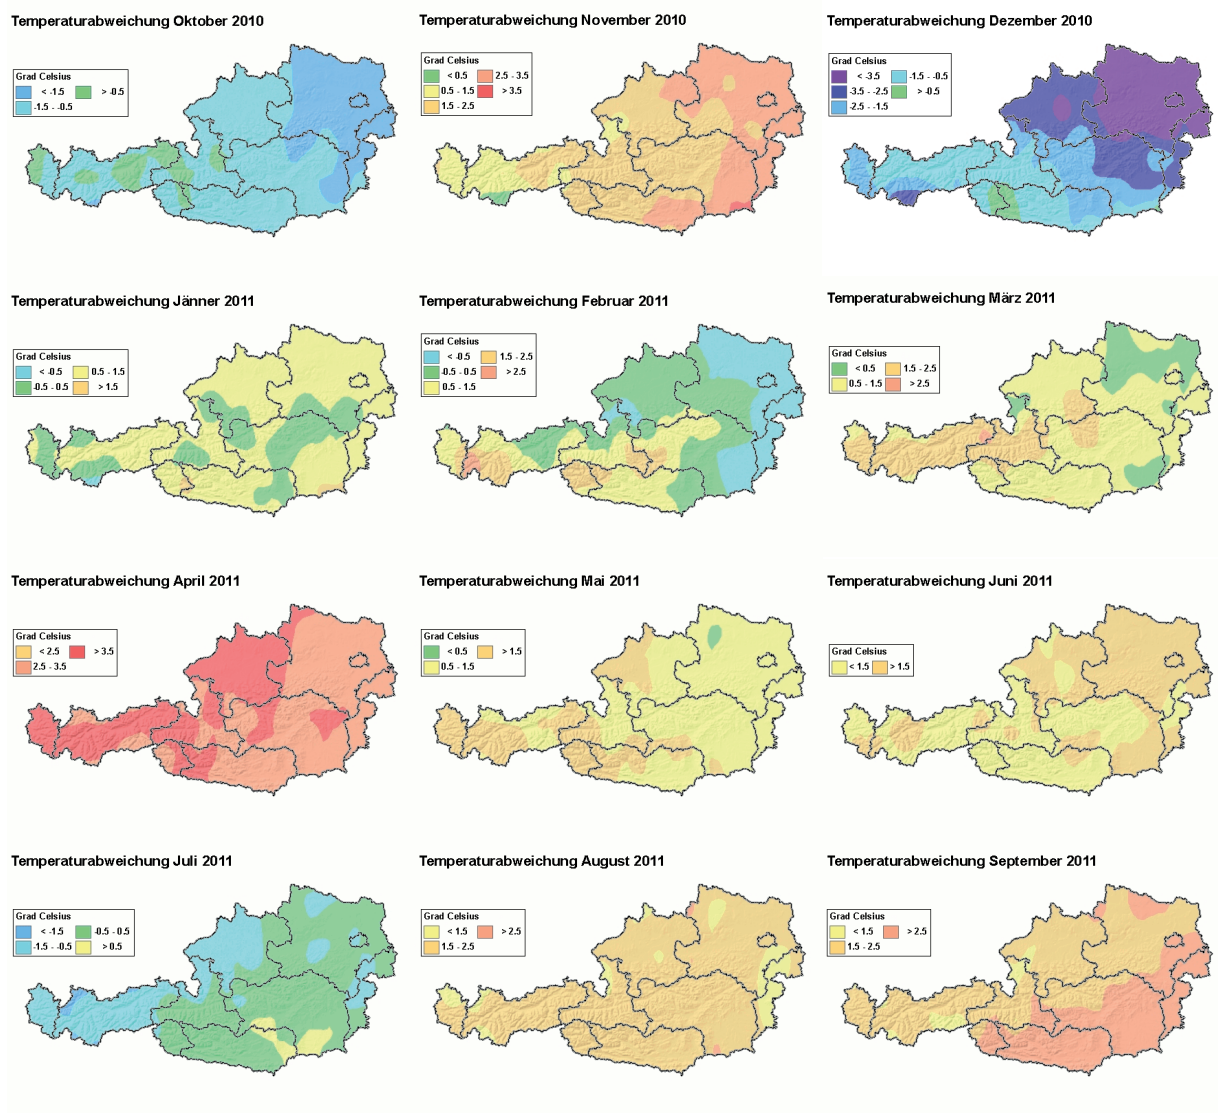 Temperaturabweichung Oktober 2010
Grad Celsius
< -1.5 > -0.5
-1.5 - -0.5
Temperaturabweichung November 2010
Grad Celsius
< 0.5 2.5 - 3.5
0.5 - 1.5 > 3.5
1.5 - 2.5
Temperaturabweichung Dezember 2010
Grad Celsius
< -3.5 -1.5 - -0.5
-3.5 - -2.5 > -0.5
-2.5 - -1.5
Temperaturabweichung Jänner 2011
Grad Celsius
< -0.5 0.5 - 1.5
-0.5 - 0.5 > 1.5
Temperaturabweichung Februar 2011
Grad Celsius
< -0.5 1.5 - 2.5
-0.5 - 0.5 > 2.5
0.5 - 1.5
Temperaturabweichung März 2011
Grad Celsius
< 0.5 1.5 - 2.5
0.5 - 1.5 > 2.5
Temperaturabweichung April 2011
Grad Celsius
< 2.5 > 3.5
2.5 - 3.5
Temperaturabweichung Mai 2011
Grad Celsius
< 0.5 > 1.5
0.5 - 1.5
Temperaturabweichung Juni 2011
Grad Celsius
< 1.5 > 1.5
Temperaturabweichung Juli 2011
Grad Celsius
< -1.5 -0.5 - 0.5
-1.5 - -0.5 > 0.5
Temperaturabweichung August 2011
Grad Celsius
< 1.5 > 2.5
1.5 - 2.5
Temperaturabweichung September 2011
Grad Celsius
< 1.5 > 2.5
1.5 - 2.5